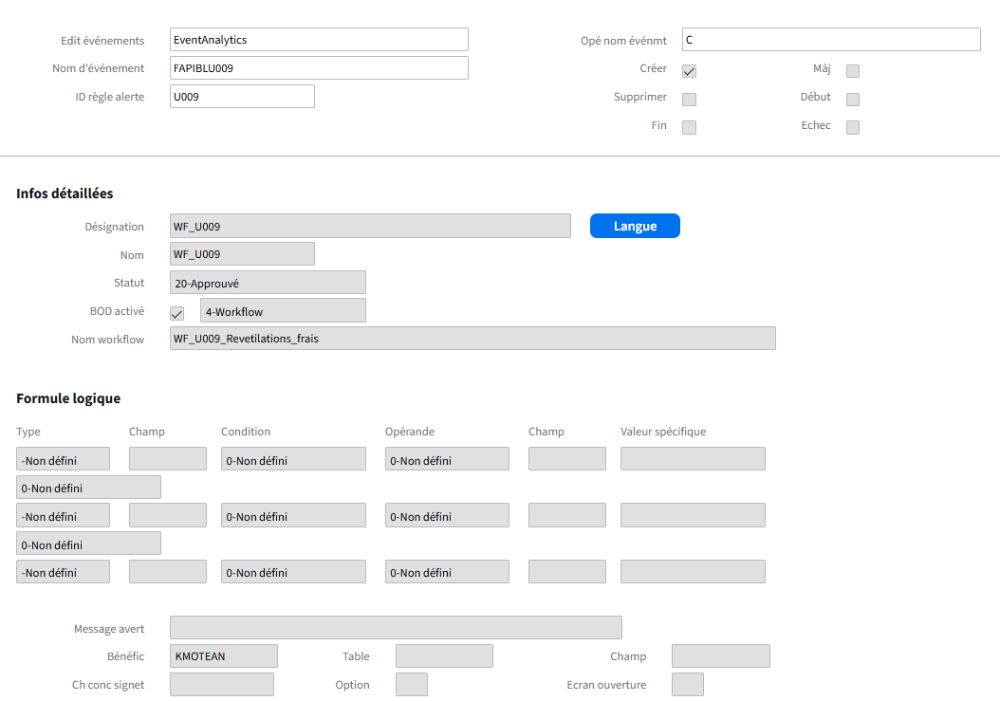 Edit événements EventAnalytics Opé nom événmt C
Nom d'événement FAPIBLU009 Créer Màj
ID règle alerte U009 Supprimer Début
Fin Echec
Infos détaillées
Désignation WF_U009 Langue
Nom WF_U009
Statut 20-Approuvé
BOD activé 4-Workflow
Nom workflow WF_U009_Revetilations_frais
Formule logique
Type Champ Condition Opérande Champ Valeur spécifique
-Non défini 0-Non défini 0-Non défini
0-Non défini
-Non défini 0-Non défini 0-Non défini
0-Non défini
-Non défini 0-Non défini 0-Non défini
Message avert
Bénéfic KMOTEAN Table Champ
Ch conc signet Option Ecran ouverture